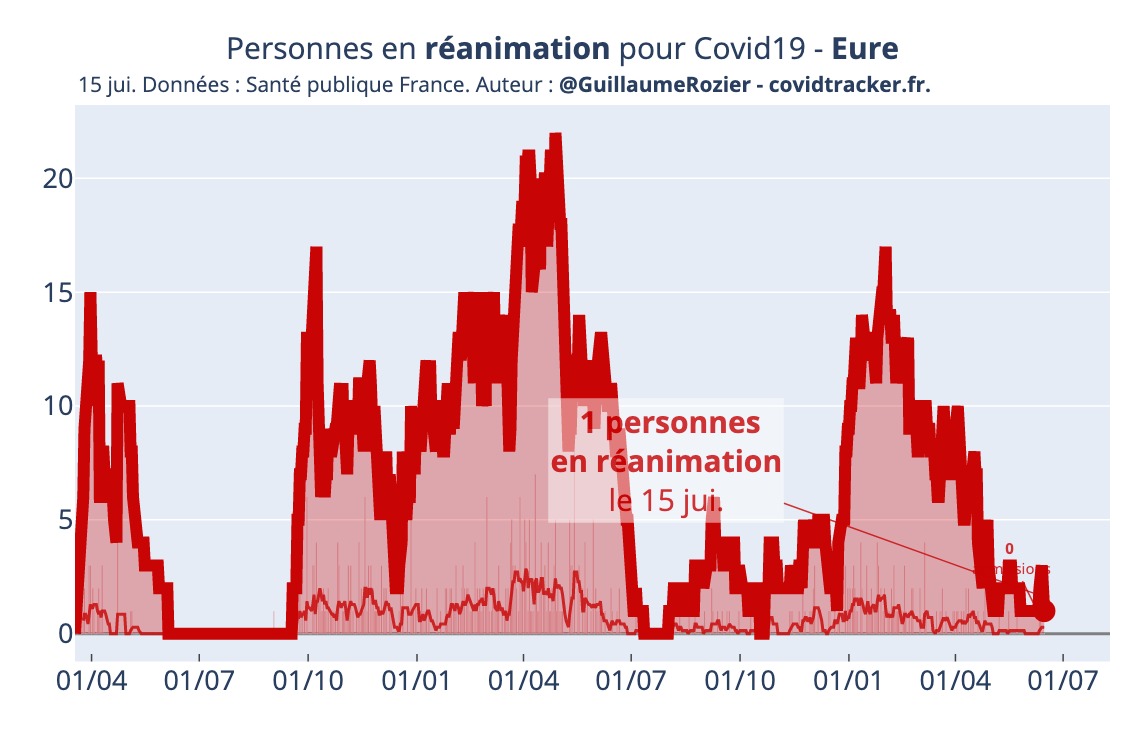 Personnes en réanimation pour Covid19 - Eure
15 jui. Données : Santé publique France. Auteur : @GuillaumeRozier - covidtracker.fr.
20
15
10
5
0
1 personnes
en réanimation
le 15 jui.
0
01/04 01/07 01/10 01/01 01/04 01/07 01/10 01/01 01/04 01/07